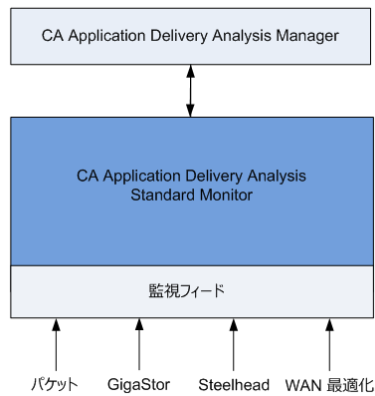 CA Application Delivery Analysis Manager
CA Application Delivery Analysis
Standard Monitor
監視フィード
パケット GigaStor Steelhead WAN 最適化